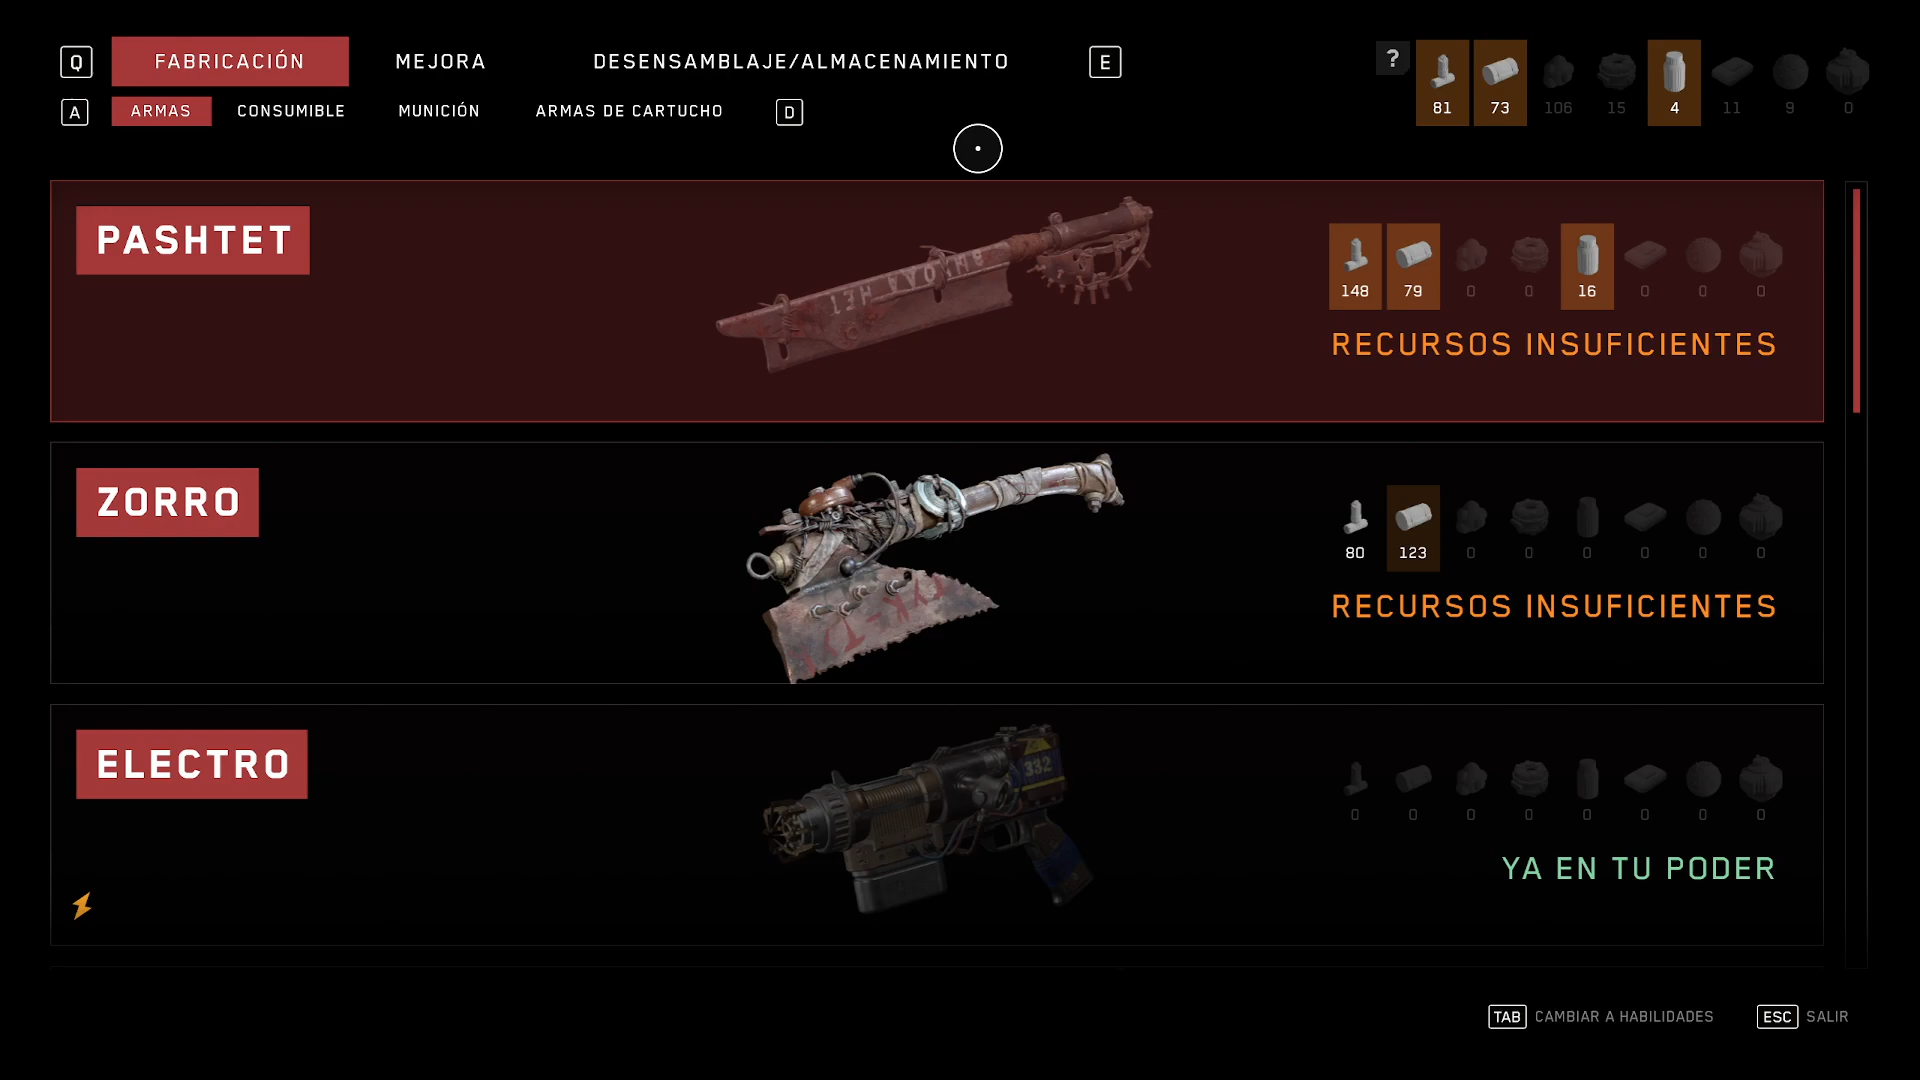 Q FABRICACIÓN MEJORA DESENSAMBLAJE/ALMACENAMIENTO E
A ARMAS CONSUMIBLE MUNICIÓN ARMAS DE CARTUCHO D
?
81 73 106 15 4 11 9 0
PASHTET
148 79 0 0 16 0 0 0
RECURSOS INSUFICIENTES
ZORRO
80 123 0 0 0 0 0 0
RECURSOS INSUFICIENTES
ELECTRO
332
0 0 0 0 0 0 0 0
YA EN TU PODER
TAB CAMBIAR A HABILIDADES ESC SALIR